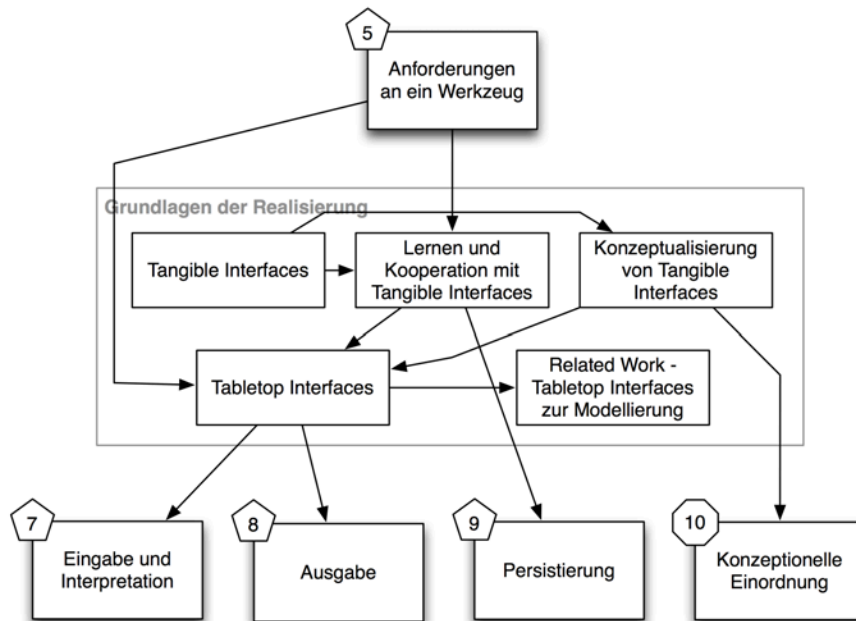 5
Anforderungen
an ein Werkzeug
Grundlagen der Realisierung
Tangible Interfaces
Lernen und
Kooperation mit
Tangible Interfaces
Konzeptualisierung
von Tangible
Interfaces
Tabletop Interfaces
Related Work -
Tabletop Interfaces
zur Modellierung
7
Eingabe und
Interpretation
8
Ausgabe
9
Persistierung
10
Konzeptionelle
Einordnung